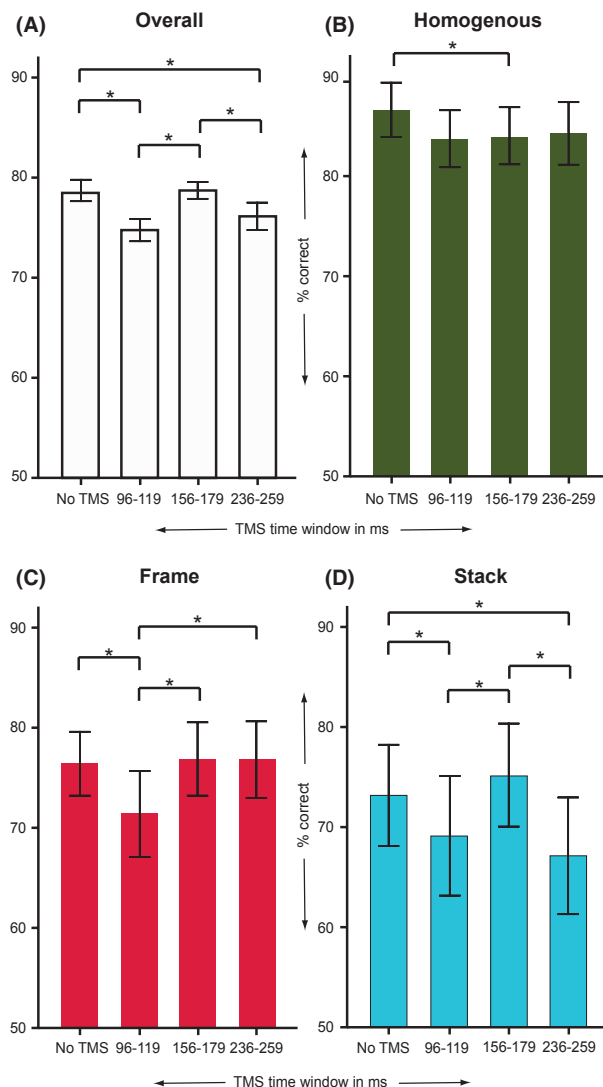 (A) Overall
90
80
70
60
50
* * * *
No TMS 96-119 156-179 236-259
% correct
(B) Homogenous
90
80
70
60
50
*
No TMS 96-119 156-179 236-259
TMS time window in ms
(C) Frame
90
80
70
60
50
* * *
No TMS 96-119 156-179 236-259
% correct
(D) Stack
90
80
70
60
50
* * * *
No TMS 96-119 156-179 236-259
TMS time window in ms